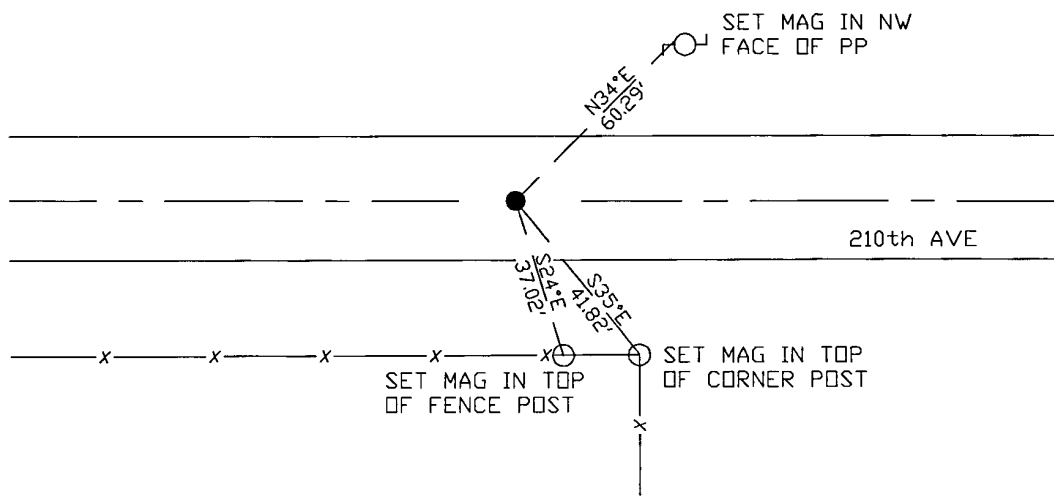 SET MAG IN NW
FACE OF PP
N34°E
60.29'
210th AVE
S24°E
37.02'
S35°E
41.82'
x x x x x
SET MAG IN TOP
OF FENCE POST
SET MAG IN TOP
OF CORNER POST
x